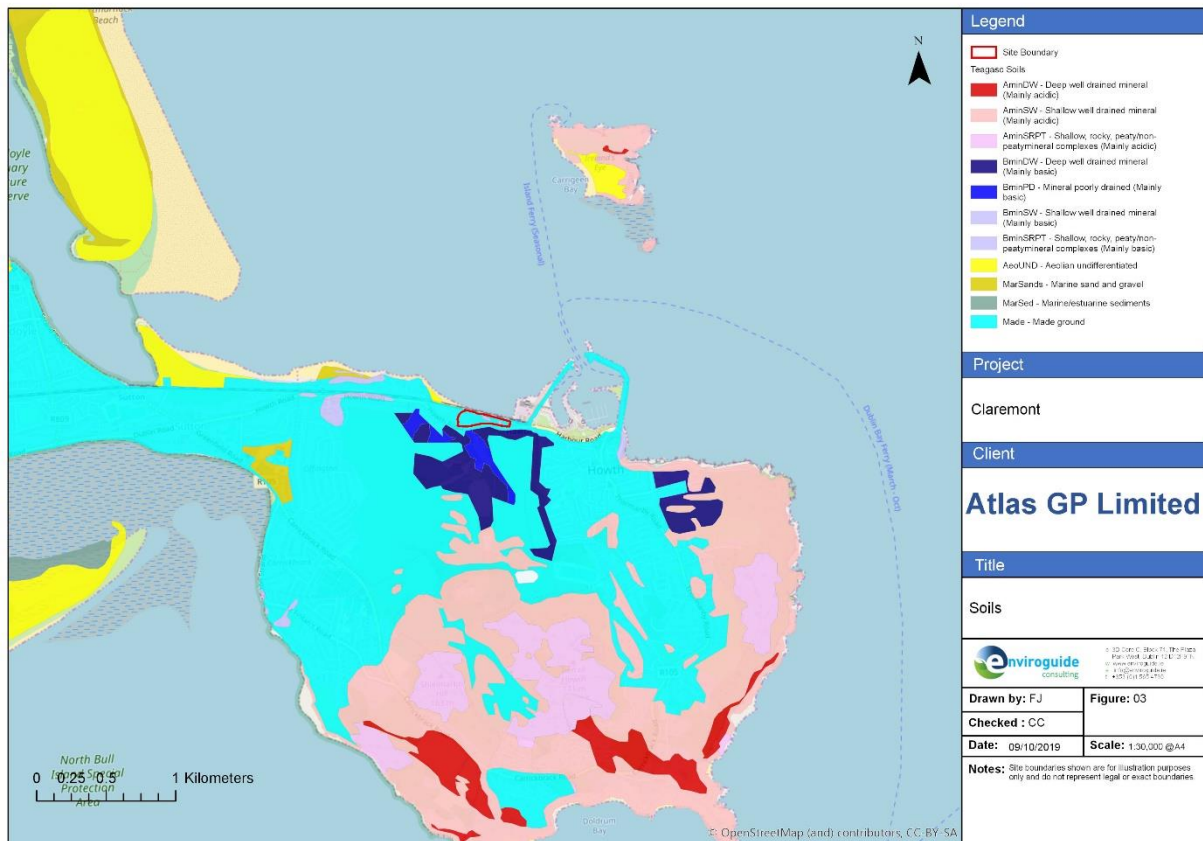 Beach
Island Ferry (Seasonal)
Carrigeen
Bay
Dublin Bay Ferry (March - Oct)
R105
Howth
Doldrum
Bay
North Bull
Island Special
Protection
Area
0 0.25 0.5 1 Kilometers
© OpenStreetMap (and) contributors, CC-BY-SA
N
Legend
Site Boundary
Teagasc Soils
AminDW - Deep well drained mineral
(Mainly acidic)
AminSW - Shallow well drained mineral
(Mainly acidic)
AminSRPT - Shallow, rocky, peaty/non-
peatymineral complexes (Mainly acidic)
BminDW - Deep well drained mineral
(Mainly basic)
BminPD - Mineral poorly drained (Mainly
basic)
BminSW - Shallow well drained mineral
(Mainly basic)
BminSRPT - Shallow, rocky, peaty/non-
peatymineral complexes (Mainly basic)
AeoUND - Aeolian undifferentiated
MarSands - Marine sand and gravel
MarSed - Marine/estuarine sediments
Made - Made ground
Project
Claremont
Client
Atlas GP Limited
Title
Soils
enviroguide
consulting
Drawn by: FJ
Figure: 03
Checked : CC
Date: 09/10/2019
Scale: 1:30,000 @A4
Notes: Site boundaries shown are for illustration purposes
only and do not represent legal or exact boundaries